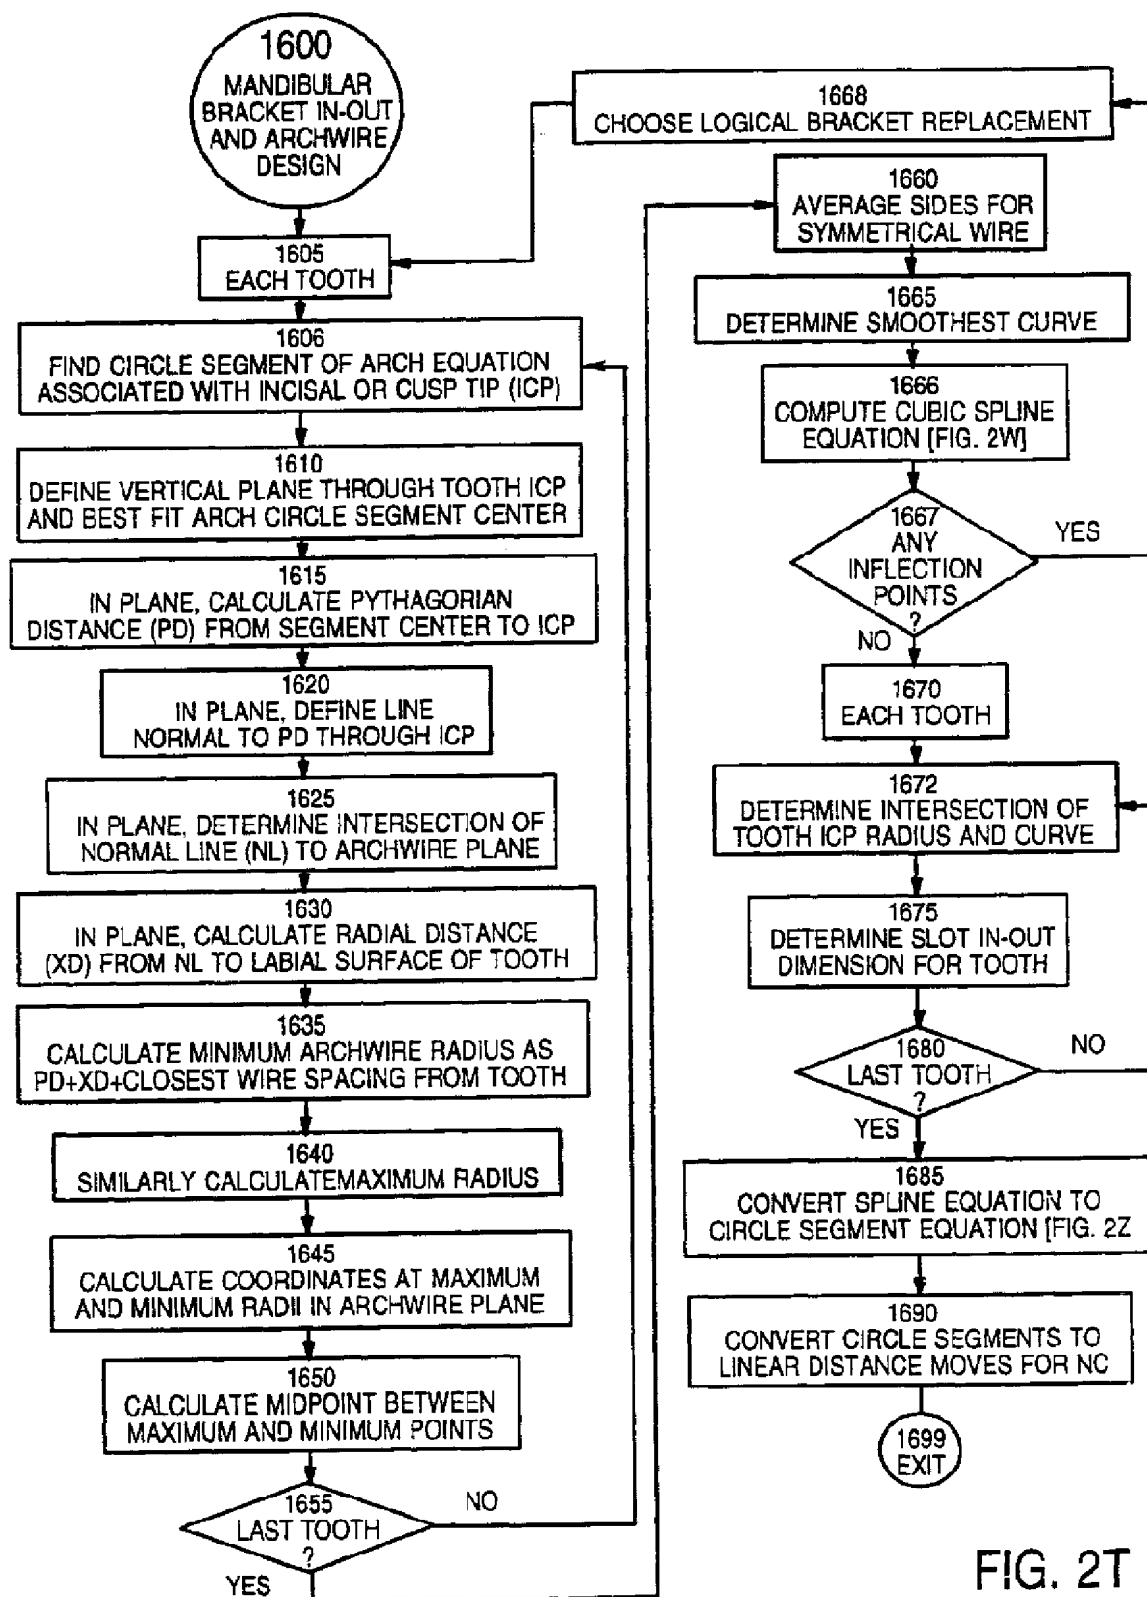 1600
MANDIBULAR
BRACKET IN-OUT
AND ARCHWIRE
DESIGN
1605
EACH TOOTH
1606
FIND CIRCLE SEGMENT OF ARCH EQUATION
ASSOCIATED WITH INCISAL OR CUSP TIP (ICP)
1610
DEFINE VERTICAL PLANE THROUGH TOOTH ICP
AND BEST FIT ARCH CIRCLE SEGMENT CENTER
1615
IN PLANE, CALCULATE PYTHAGORIAN
DISTANCE (PD) FROM SEGMENT CENTER TO ICP
1620
IN PLANE, DEFINE LINE
NORMAL TO PD THROUGH ICP
1625
IN PLANE, DETERMINE INTERSECTION OF
NORMAL LINE (NL) TO ARCHWIRE PLANE
1630
IN PLANE, CALCULATE RADIAL DISTANCE
(XD) FROM NL TO LABIAL SURFACE OF TOOTH
1635
CALCULATE MINIMUM ARCHWIRE RADIUS AS
PD+XD+CLOSEST WIRE SPACING FROM TOOTH
1640
SIMILARLY CALCULATEMAXIMUM RADIUS
1645
CALCULATE COORDINATES AT MAXIMUM
AND MINIMUM RADII IN ARCHWIRE PLANE
1650
CALCULATE MIDPOINT BETWEEN
MAXIMUM AND MINIMUM POINTS
1655
LAST TOOTH
?
NO
YES
1668
CHOOSE LOGICAL BRACKET REPLACEMENT
1660
AVERAGE SIDES FOR
SYMMETRICAL WIRE
1665
DETERMINE SMOOTHEST CURVE
1666
COMPUTE CUBIC SPLINE
EQUATION [FIG. 2W]
1667
ANY
INFLECTION
POINTS
?
YES
NO
1670
EACH TOOTH
1672
DETERMINE INTERSECTION OF
TOOTH ICP RADIUS AND CURVE
1675
DETERMINE SLOT IN-OUT
DIMENSION FOR TOOTH
1680
LAST TOOTH
?
NO
YES
1685
CONVERT SPLINE EQUATION TO
CIRCLE SEGMENT EQUATION [FIG. 2Z
1690
CONVERT CIRCLE SEGMENTS TO
LINEAR DISTANCE MOVES FOR NC
1699
EXIT
FIG. 2T